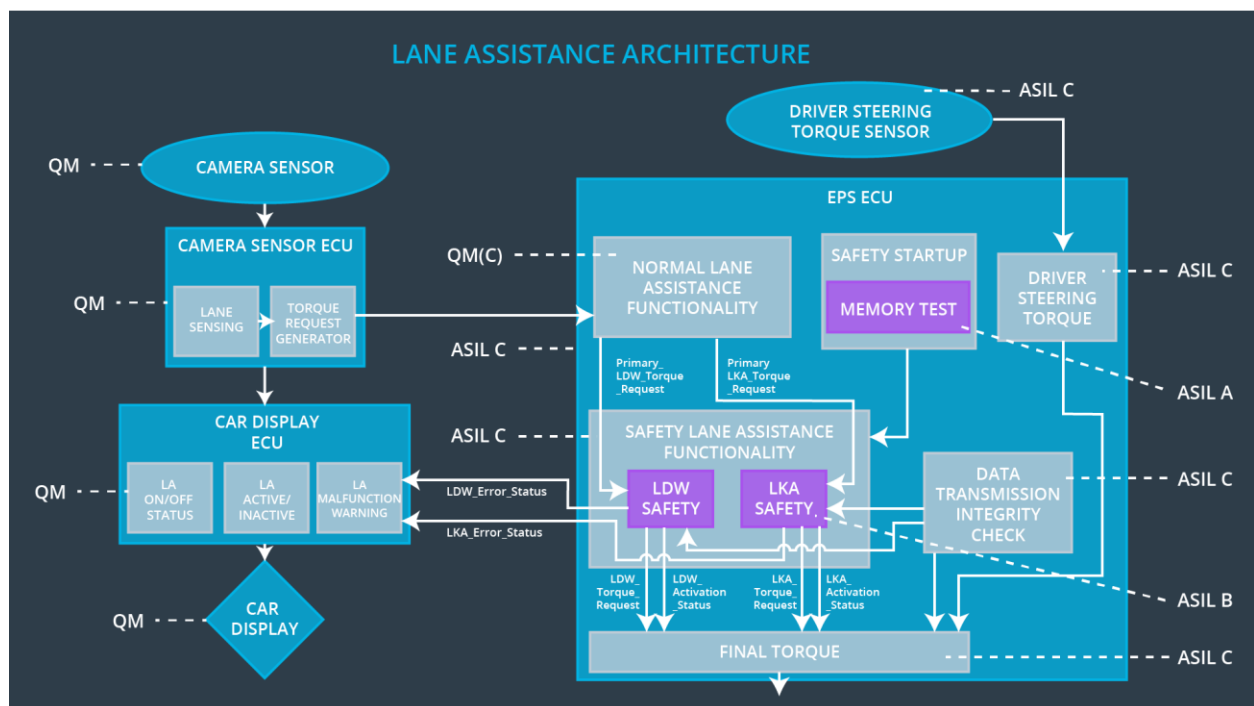 LANE ASSISTANCE ARCHITECTURE
ASIL C
DRIVER STEERING
TORQUE SENSOR
QM
CAMERA SENSOR
EPS ECU
CAMERA SENSOR ECU
QM
LANE
SENSING
TORQUE
REQUEST
GENERATOR
QM(C)
NORMAL LANE
ASSISTANCE
FUNCTIONALITY
SAFETY STARTUP
MEMORY TEST
DRIVER
STEERING
TORQUE
ASIL C
ASIL C
Primary_
LDW_Torque
_Request
Primary
LKA_Torque
_Request
ASIL A
CAR DISPLAY
ECU
QM
LA
ON/OFF
STATUS
LA
ACTIVE/
INACTIVE
LA
MALFUNCTION
WARNING
LDW_Error_Status
LKA_Error_Status
ASIL C
SAFETY LANE ASSISTANCE
FUNCTIONALITY
LDW
SAFETY
LKA
SAFETY
DATA
TRANSMISSION
INTEGRITY
CHECK
ASIL C
LDW_
Torque_
Request
LDW_
Activation
_Status
LKA_
Torque_
Request
LKA_
Activation
_Status
ASIL B
QM
CAR
DISPLAY
FINAL TORQUE
ASIL C